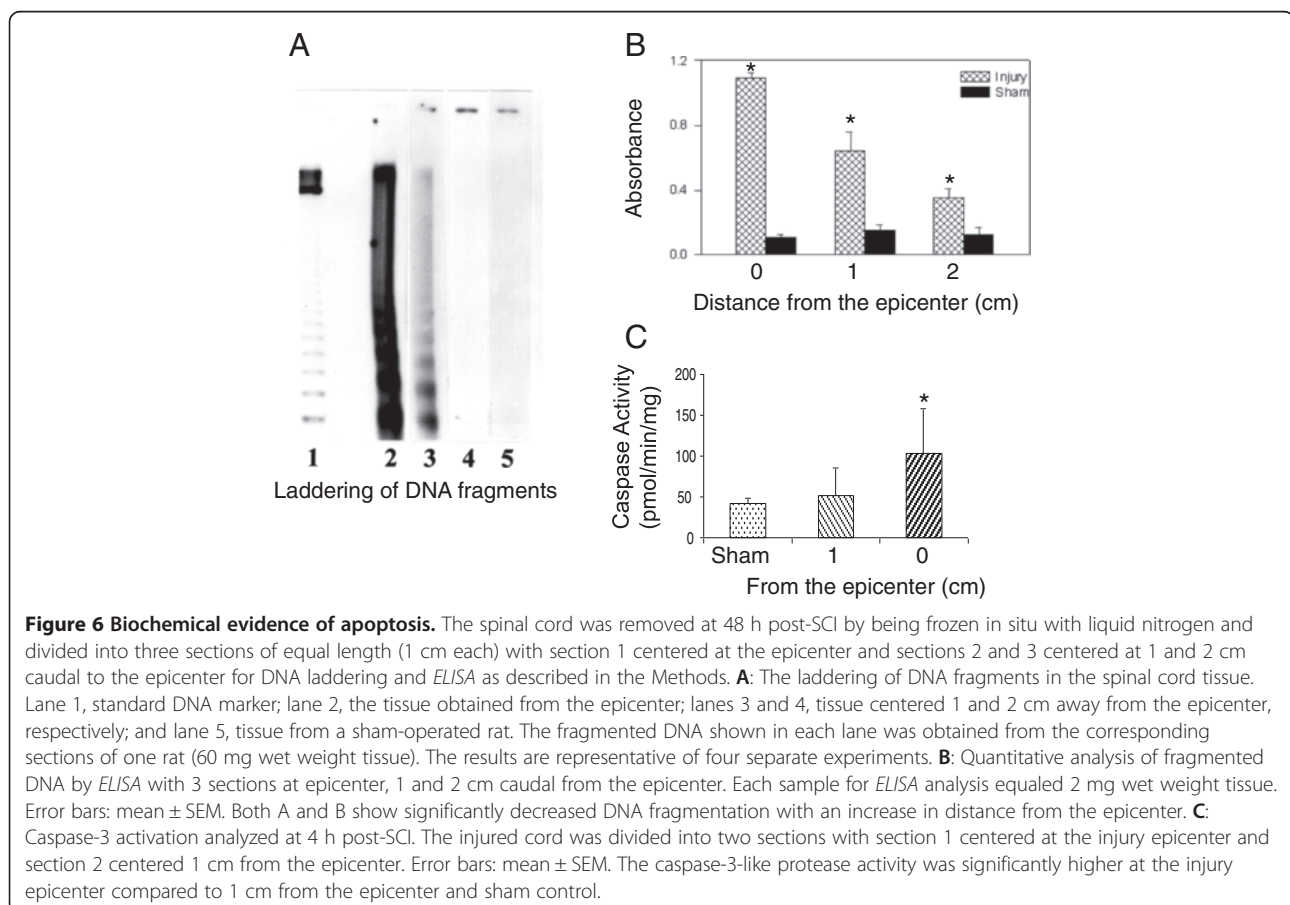 A
1 2 3 4 5
Laddering of DNA fragments
B
1.2
0.8
0.4
0.0
Absorbance
*
*
*
Injury
Sham
0 1 2
Distance from the epicenter (cm)
C
200
150
100
50
0
Caspase Activity
(pmol/min/mg)
*
Sham 1 0
From the epicenter (cm)
Figure 6 Biochemical evidence of apoptosis. The spinal cord was removed at 48 h post-SCI by being frozen in situ with liquid nitrogen and
divided into three sections of equal length (1 cm each) with section 1 centered at the epicenter and sections 2 and 3 centered at 1 and 2 cm
caudal to the epicenter for DNA laddering and ELISA as described in the Methods. A: The laddering of DNA fragments in the spinal cord tissue.
Lane 1, standard DNA marker; lane 2, the tissue obtained from the epicenter; lanes 3 and 4, tissue centered 1 and 2 cm away from the epicenter,
respectively; and lane 5, tissue from a sham-operated rat. The fragmented DNA shown in each lane was obtained from the corresponding
sections of one rat (60 mg wet weight tissue). The results are representative of four separate experiments. B: Quantitative analysis of fragmented
DNA by ELISA with 3 sections at epicenter, 1 and 2 cm caudal from the epicenter. Each sample for ELISA analysis equaled 2 mg wet weight tissue.
Error bars: mean ± SEM. Both A and B show significantly decreased DNA fragmentation with an increase in distance from the epicenter. C:
Caspase-3 activation analyzed at 4 h post-SCI. The injured cord was divided into two sections with section 1 centered at the injury epicenter and
section 2 centered 1 cm from the epicenter. Error bars: mean ± SEM. The caspase-3-like protease activity was significantly higher at the injury
epicenter compared to 1 cm from the epicenter and sham control.